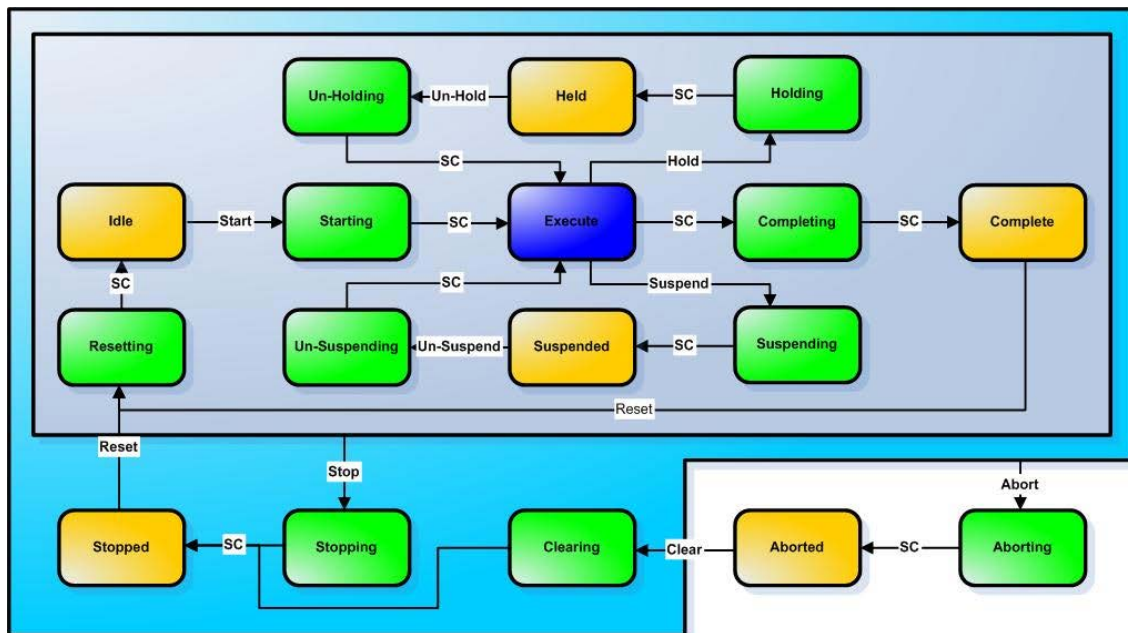 Un-Holding
Un-Hold
Held
SC
Holding
SC
Hold
Idle
Start
Starting
SC
Execute
SC
Completing
SC
Complete
SC
SC
Suspend
Resetting
Un-Suspending
Un-Suspend
Suspended
SC
Suspending
Reset
Reset
Stop
Abort
Stopped
SC
Stopping
Clearing
Clear
Aborted
SC
Aborting